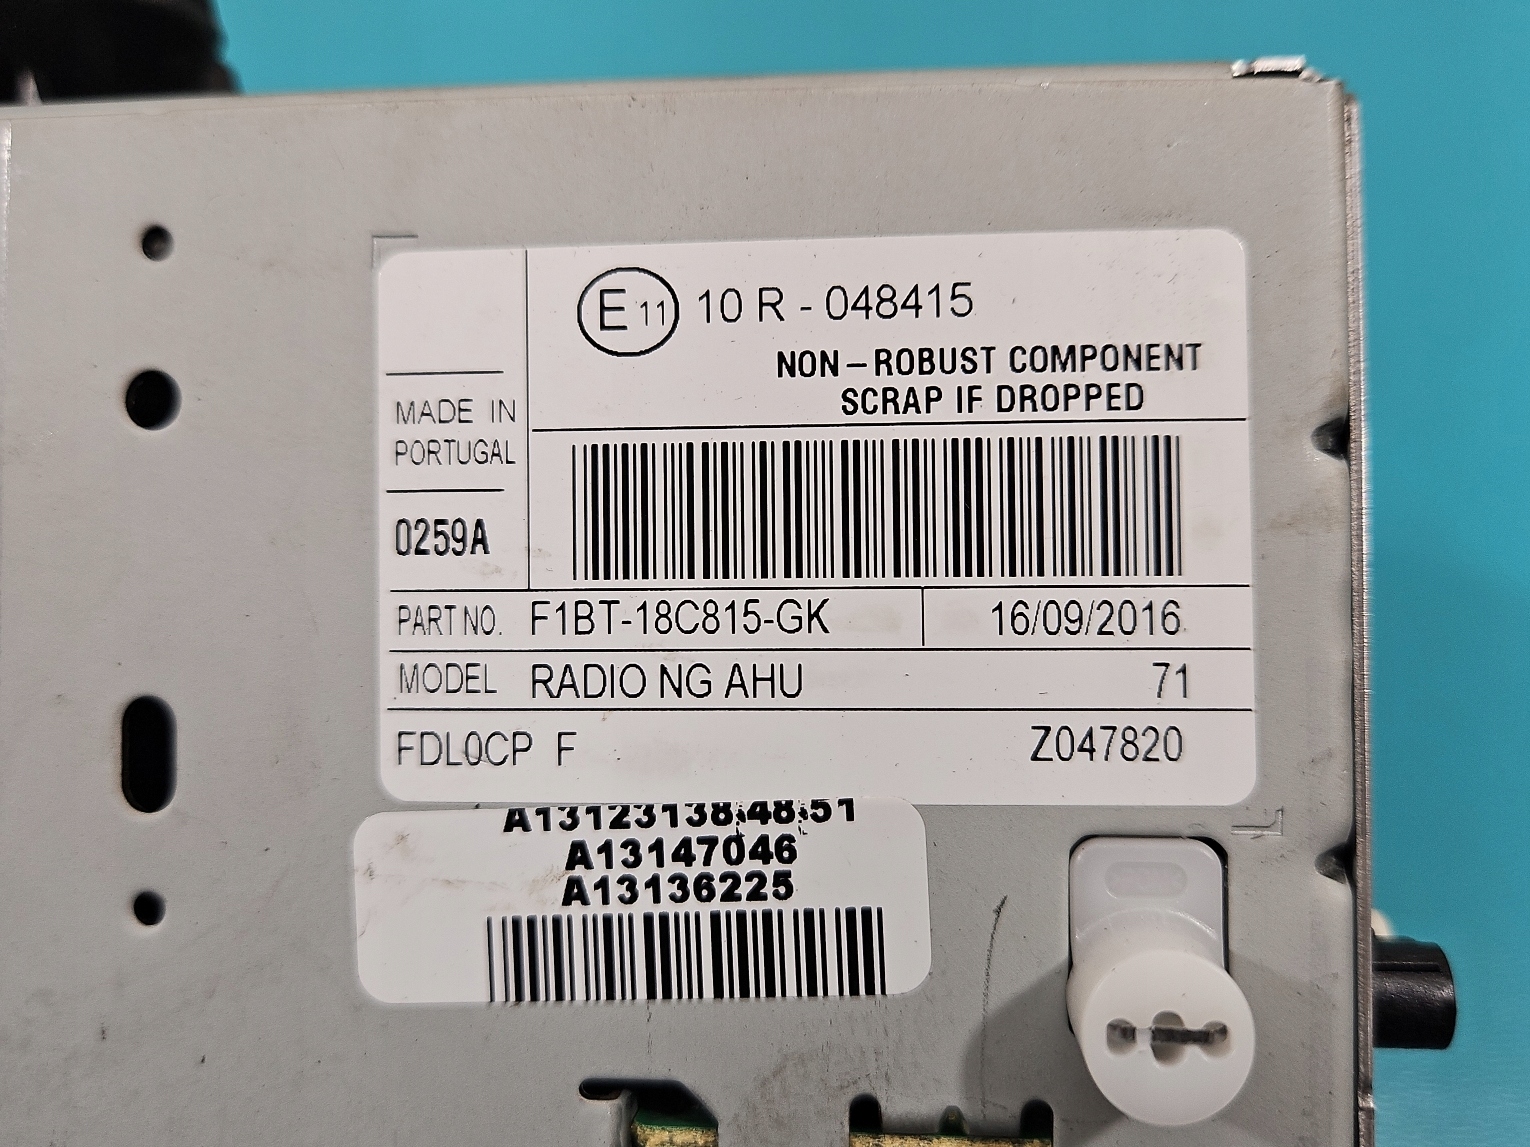 E 11 10 R - 048415
NON-ROBUST COMPONENT
SCRAP IF DROPPED
MADE IN
PORTUGAL
0259A
PART NO. F1BT-18C815-GK 16/09/2016
MODEL RADIO NG AHU 71
FDL0CP F Z047820
A13147046
A13136225